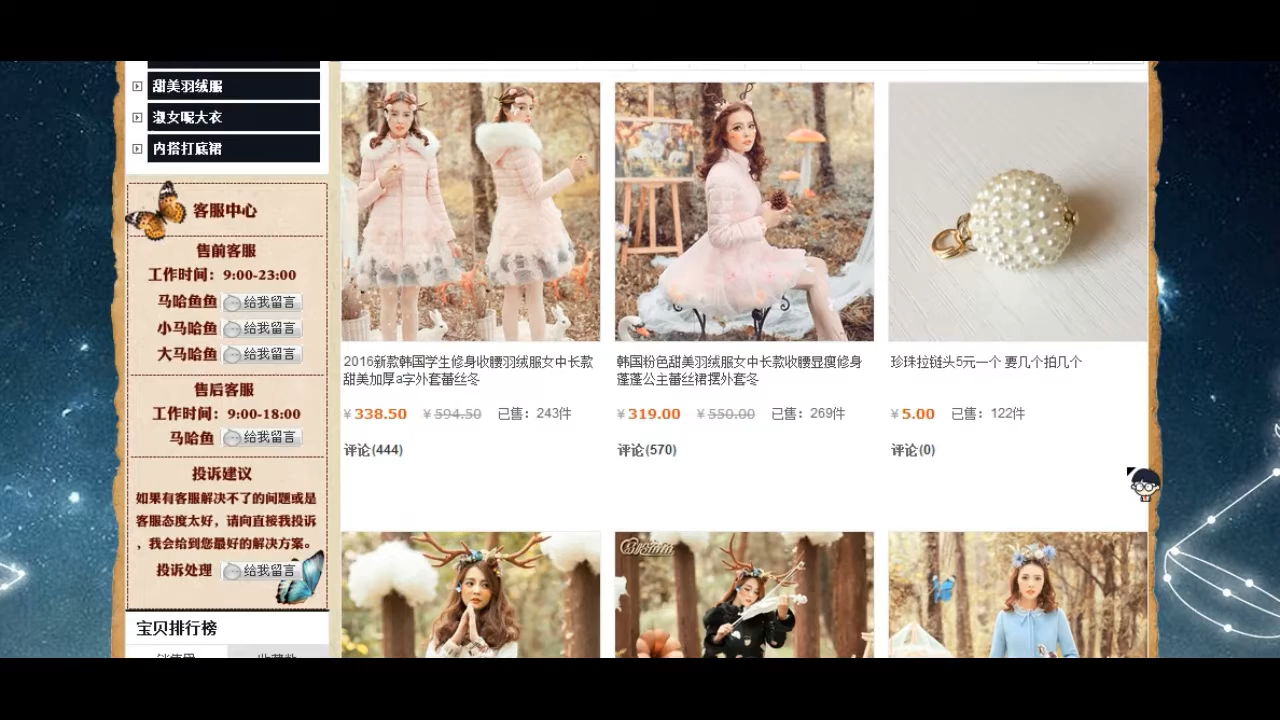 甜美羽绒服
淑女呢大衣
内搭打底裙
客服中心
售前客服
工作时间：9:00-23:00
马哈鱼鱼 给我留言
小马哈鱼 给我留言
大马哈鱼 给我留言
售后客服
工作时间：9:00-18:00
马哈鱼 给我留言
投诉建议
如果有客服解决不了的问题或是
客服态度太好，请向直接我投诉
，我会给到您最好的解决方案。
投诉处理 给我留言
宝贝排行榜
2016新款韩国学生修身收腰羽绒服女中长款
甜美加厚a字外套蕾丝冬
¥338.50 ¥594.50 已售：243件
评论(444)
韩国粉色甜美羽绒服女中长款收腰显瘦修身
蓬蓬公主蕾丝裙摆外套冬
¥319.00 ¥550.00 已售：269件
评论(570)
珍珠拉链头5元一个 要几个拍几个
¥5.00 已售：122件
评论(0)